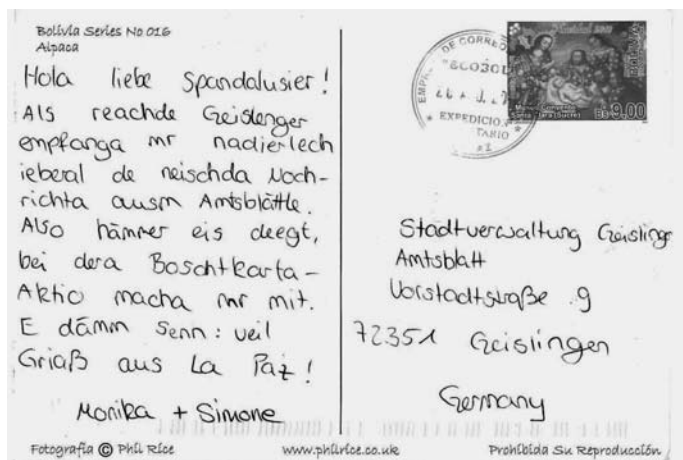 Bolivia Series No 016
Alpaca
Hola liebe Spandalusier!
Als reachde Geislenger
empfanga mr nadierlech
ieberal de neischda Noch-
richta ausm Amtsblättle.
Also hämmer eis deegt,
bei dera Boschtkarta-
Aktio macha mr mit.
E dämm Senn: veil
Griaß aus La Paz!
Monika + Simone
EXPEDICION
Bs 9.00
Stadtverwaltung Geislingen
Amtsblatt
Vorstadtstraße 9
72351 Geislingen
Germany
Fotografía © Phil Rice
www.philrice.co.uk
Prohibida Su Reproducción